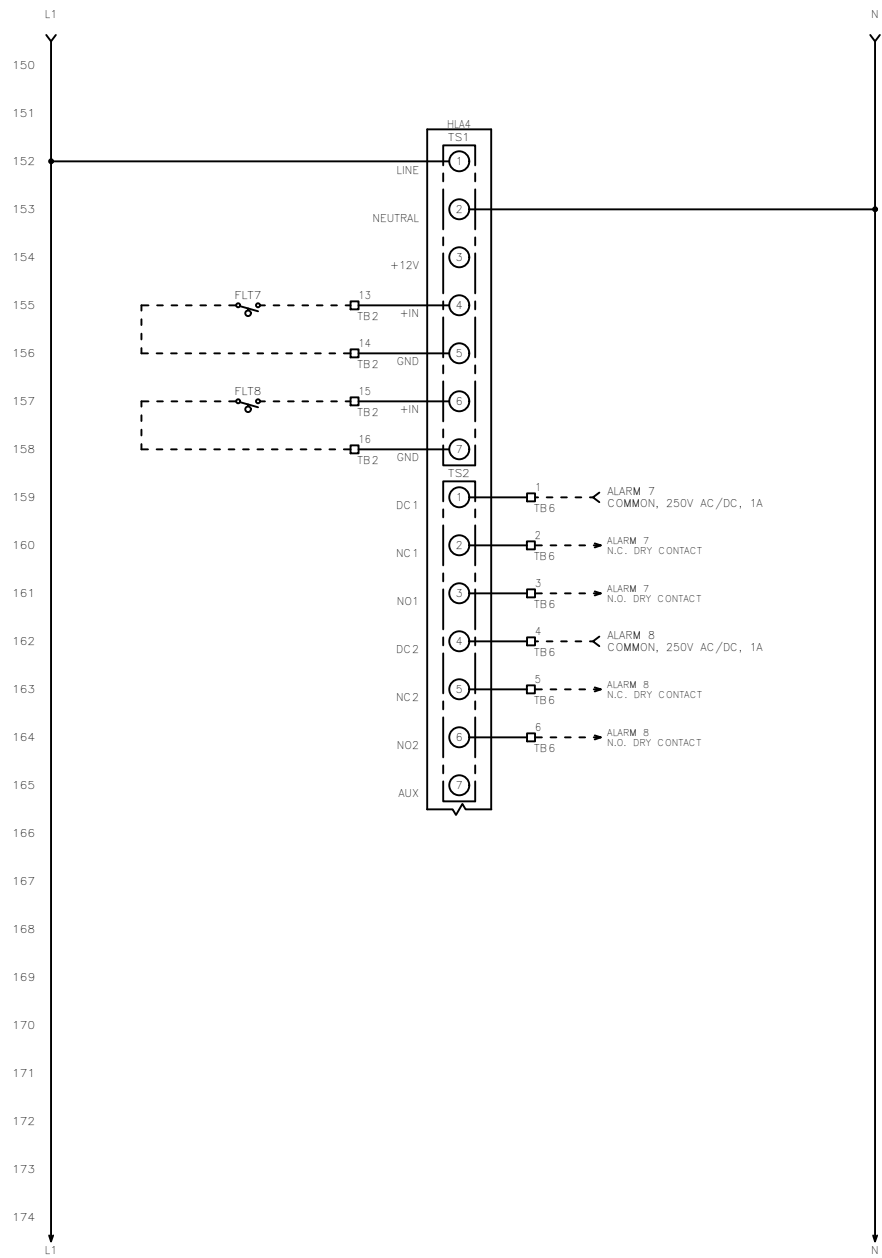 L1
N
150
151
HLA4
TS1
152
LINE
1
153
NEUTRAL
2
154
+12V
3
155
FLT7
13
TB2
+IN
4
156
14
TB2
GND
5
157
FLT8
15
TB2
+IN
6
158
16
TB2
GND
7
TS2
159
DC1
1
1
TB6
ALARM 7
COMMON, 250V AC/DC, 1A
160
NC1
2
2
TB6
ALARM 7
N.C. DRY CONTACT
161
NO1
3
3
TB6
ALARM 7
N.O. DRY CONTACT
162
DC2
4
4
TB6
ALARM 8
COMMON, 250V AC/DC, 1A
163
NC2
5
5
TB6
ALARM 8
N.C. DRY CONTACT
164
NO2
6
6
TB6
ALARM 8
N.O. DRY CONTACT
165
AUX
7
166
167
168
169
170
171
172
173
174
L1
N